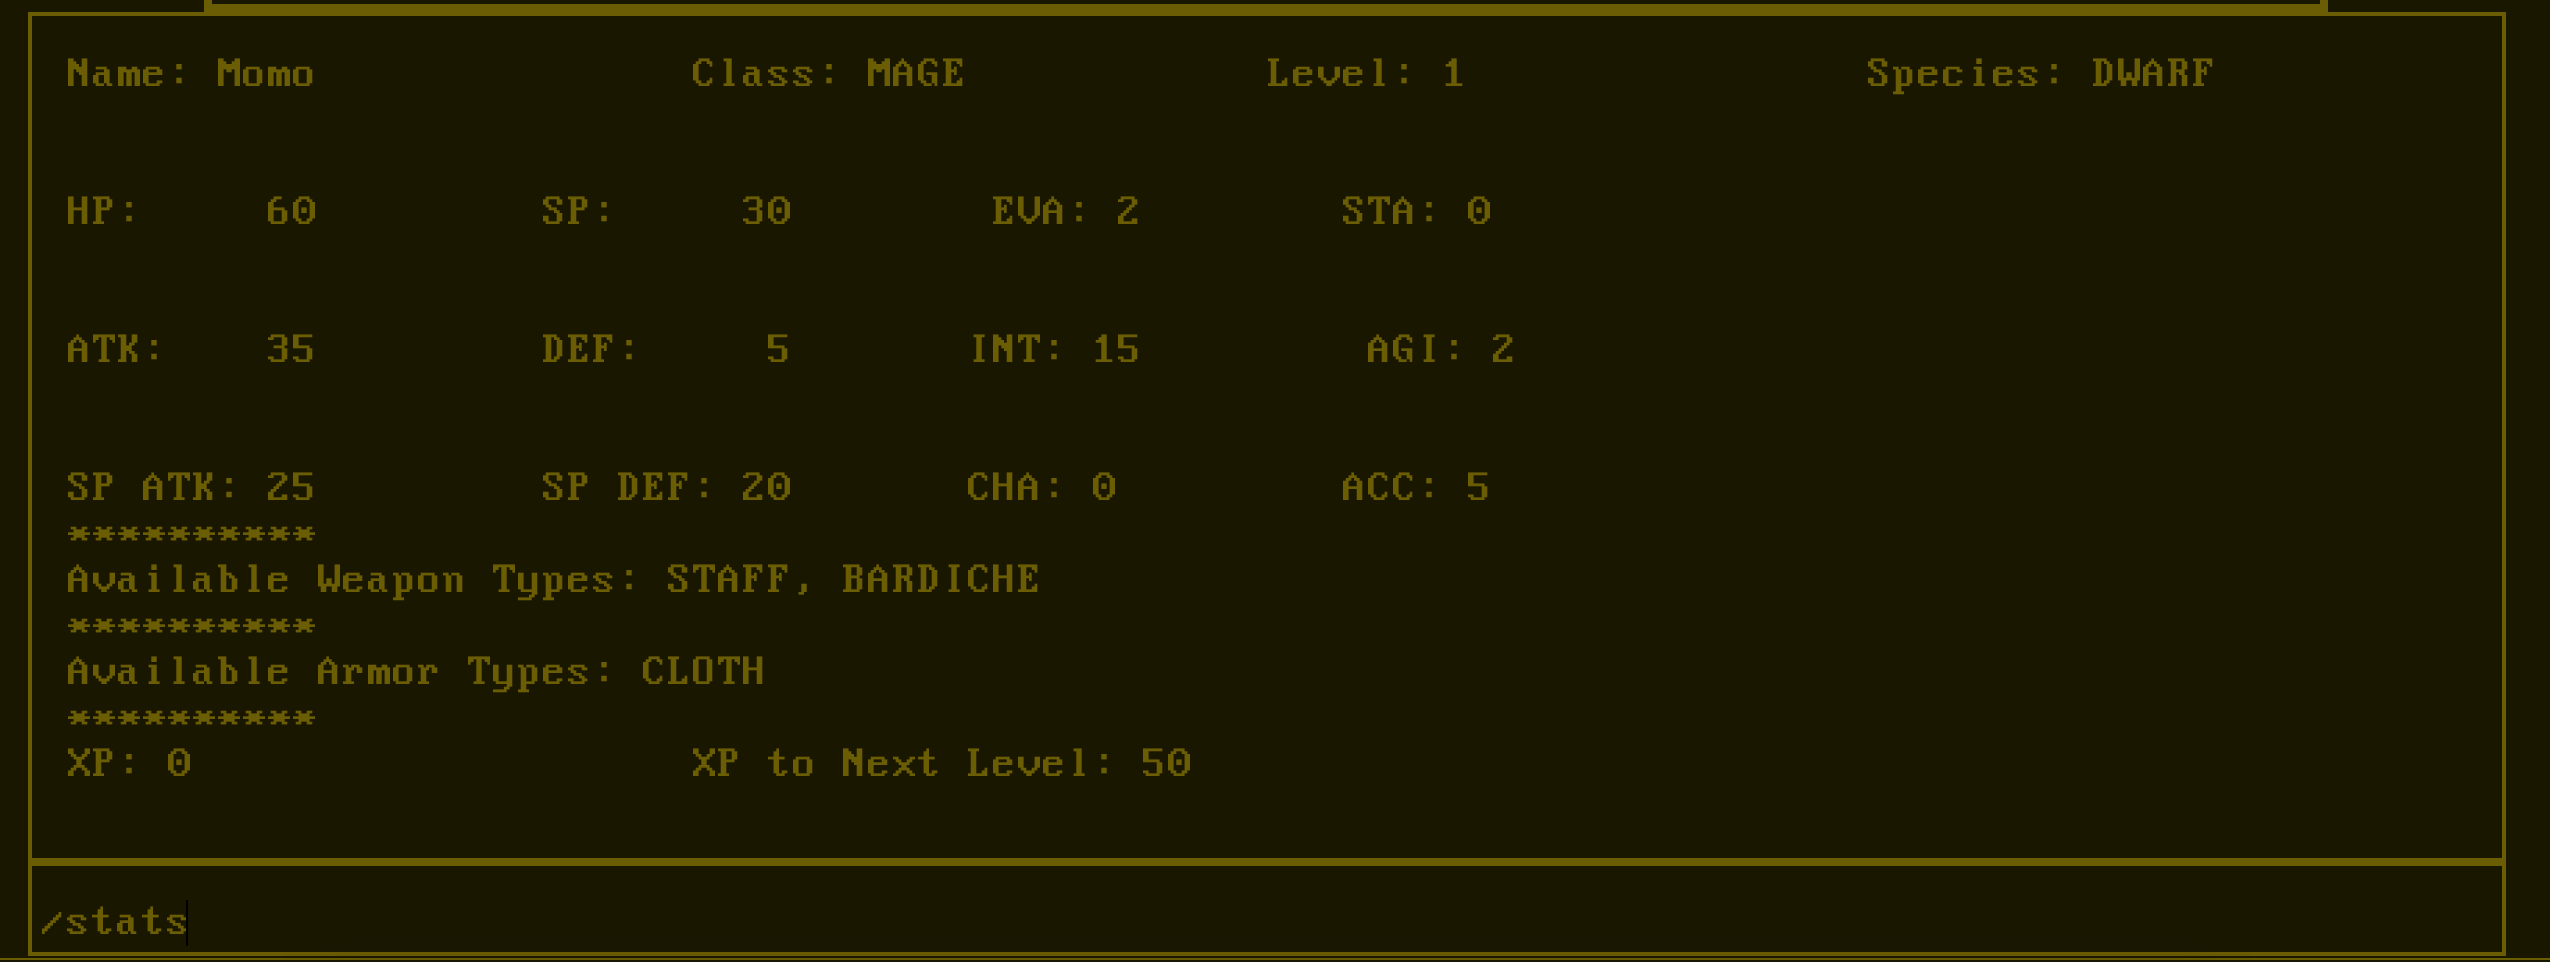 Name: Momo Class: MAGE Level: 1 Species: DWARF
HP: 60 SP: 30 EVA: 2 STA: 0
ATK: 35 DEF: 5 INT: 15 AGI: 2
SP ATK: 25 SP DEF: 20 CHA: 0 ACC: 5
**********
Available Weapon Types: STAFF, BARDICHE
**********
Available Armor Types: CLOTH
**********
XP: 0 XP to Next Level: 50
/stats